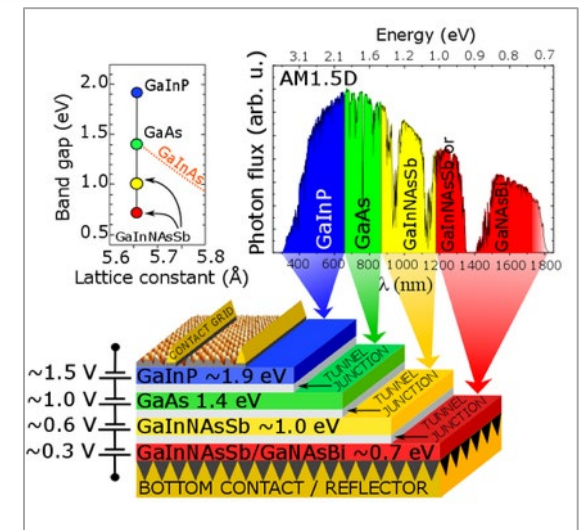 Energy (eV)
3.1 2.1 1.6 1.2 1.0 0.9 0.8 0.7
AM1.5D
Photon flux (arb. u.)
GaInP
GaAs
GaInNAsSb
GaInNAsSb or
GaNAsBi
400 600 800 1000 1200 1400 1600 1800
λ (nm)
Band gap (eV)
2.0
1.5
1.0
0.5
GaInP
GaAs
GaInAs
GaInNAsSb
5.6 5.7 5.8
Lattice constant (Å)
CONTACT GRID
~1.5 V
~1.0 V
~0.6 V
~0.3 V
GaInP ~1.9 eV
TUNNEL JUNCTION
GaAs 1.4 eV
TUNNEL JUNCTION
GaInNAsSb ~1.0 eV
TUNNEL JUNCTION
GaInNAsSb/GaNAsBi ~0.7 eV
BOTTOM CONTACT / REFLECTOR